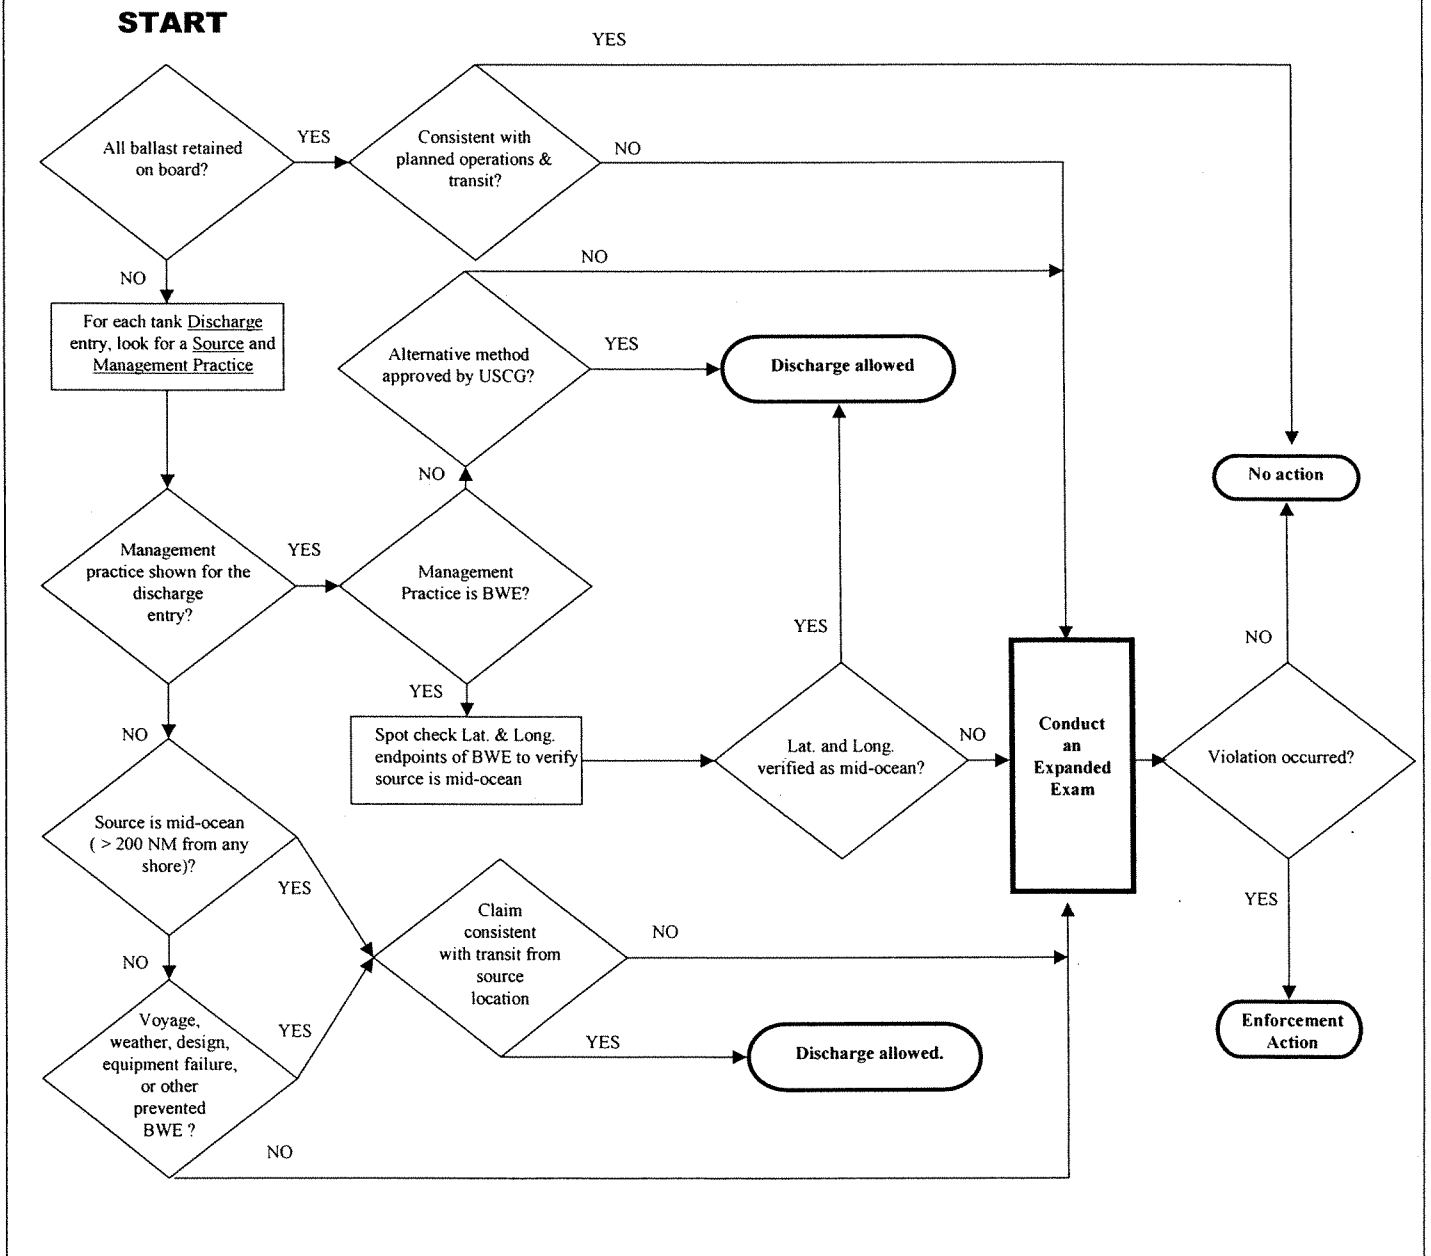 START
YES
All ballast retained
on board?
YES
Consistent with
planned operations &
transit?
NO
NO
NO
For each tank Discharge
entry, look for a Source and
Management Practice
Alternative method
approved by USCG?
YES
Discharge allowed
NO
No action
Management
practice shown for the
discharge
entry?
YES
Management
Practice is BWE?
YES
NO
YES
NO
Spot check Lat. & Long.
endpoints of BWE to verify
source is mid-ocean
Lat. and Long.
verified as mid-ocean?
NO
Conduct
an
Expanded
Exam
Violation occurred?
Source is mid-ocean
( > 200 NM from any
shore)?
YES
YES
Claim
consistent
with transit from
source
location
NO
NO
Voyage,
weather, design,
equipment failure,
or other
prevented
BWE ?
YES
YES
Discharge allowed.
Enforcement
Action
NO